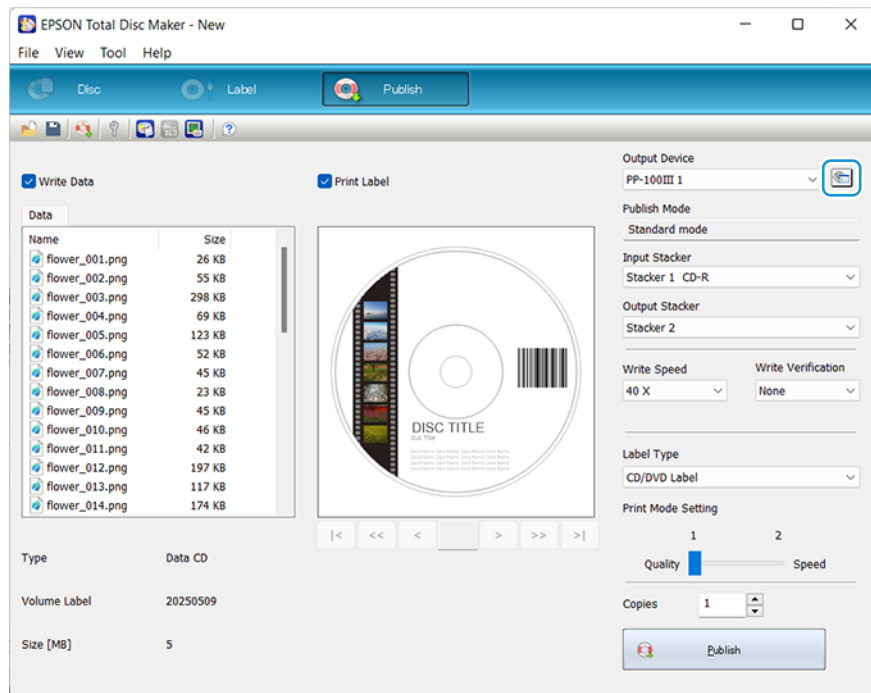 EPSON Total Disc Maker - New
File View Tool Help
Disc Label Publish
Write Data
Data
Name Size
flower_001.png 26 KB
flower_002.png 55 KB
flower_003.png 298 KB
flower_004.png 69 KB
flower_005.png 123 KB
flower_006.png 52 KB
flower_007.png 45 KB
flower_008.png 23 KB
flower_009.png 45 KB
flower_010.png 46 KB
flower_011.png 42 KB
flower_012.png 197 KB
flower_013.png 117 KB
flower_014.png 174 KB
Type Data CD
Volume Label 20250509
Size [MB] 5
Print Label
DISC TITLE
Sub Title
|< << < > >> >|
Output Device
PP-100III 1
Publish Mode
Standard mode
Input Stacker
Stacker 1 CD-R
Output Stacker
Stacker 2
Write Speed Write Verification
40 X None
Label Type
CD/DVD Label
Print Mode Setting
1 2
Quality Speed
Copies 1
Publish